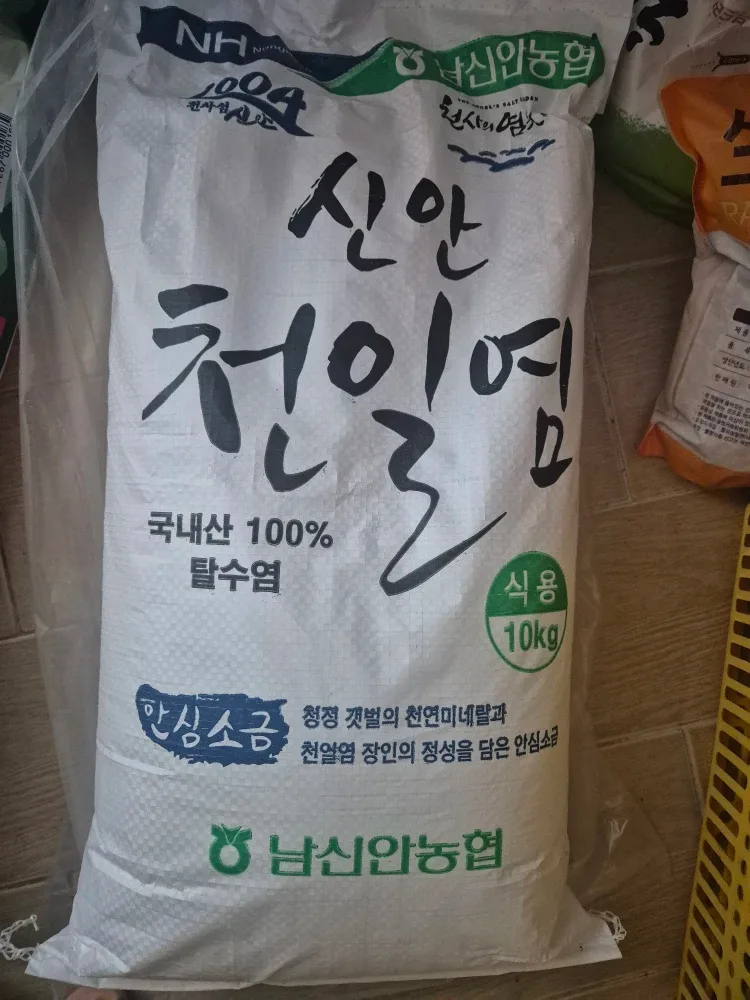 NH
남신안농협
1004
천사섬 신안
천사의 염
신안
천일염
국내산 100%
탈수염
식용
10kg
안심소금
청정 갯벌의 천연미네랄과
천알염 장인의 정성을 담은 안심소금
남신안농협